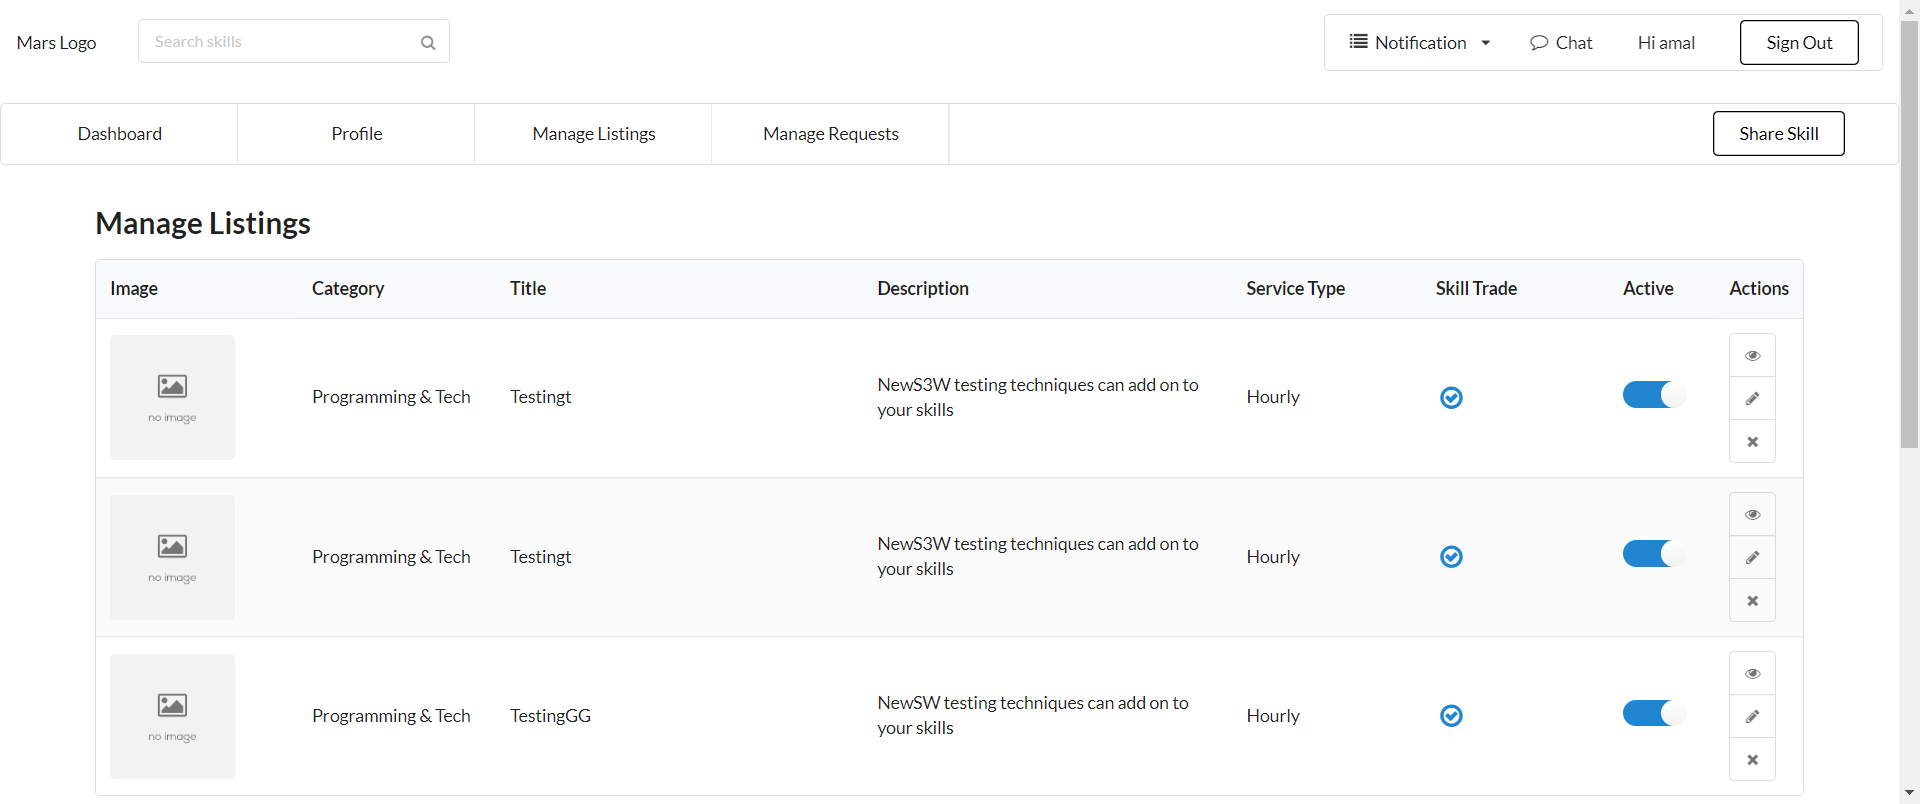 Mars Logo
Search skills
Notification
Chat
Hi amal
Sign Out
Dashboard
Profile
Manage Listings
Manage Requests
Share Skill
Manage Listings
Image Category Title Description Service Type Skill Trade Active Actions
no image
Programming & Tech
Testingt
NewS3W testing techniques can add on to
your skills
Hourly
no image
Programming & Tech
Testingt
NewS3W testing techniques can add on to
your skills
Hourly
no image
Programming & Tech
TestingGG
NewSW testing techniques can add on to
your skills
Hourly